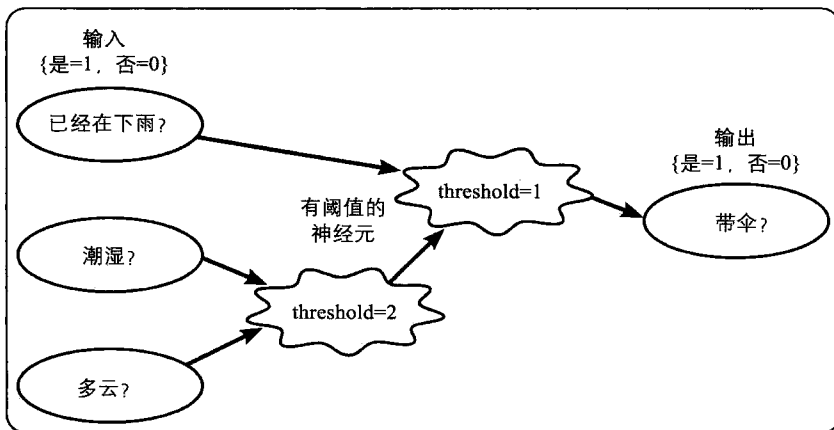 输入
{是=1，否=0}
已经在下雨?
潮湿?
多云?
有阈值的
神经元
threshold=2
threshold=1
输出
{是=1，否=0}
带伞?